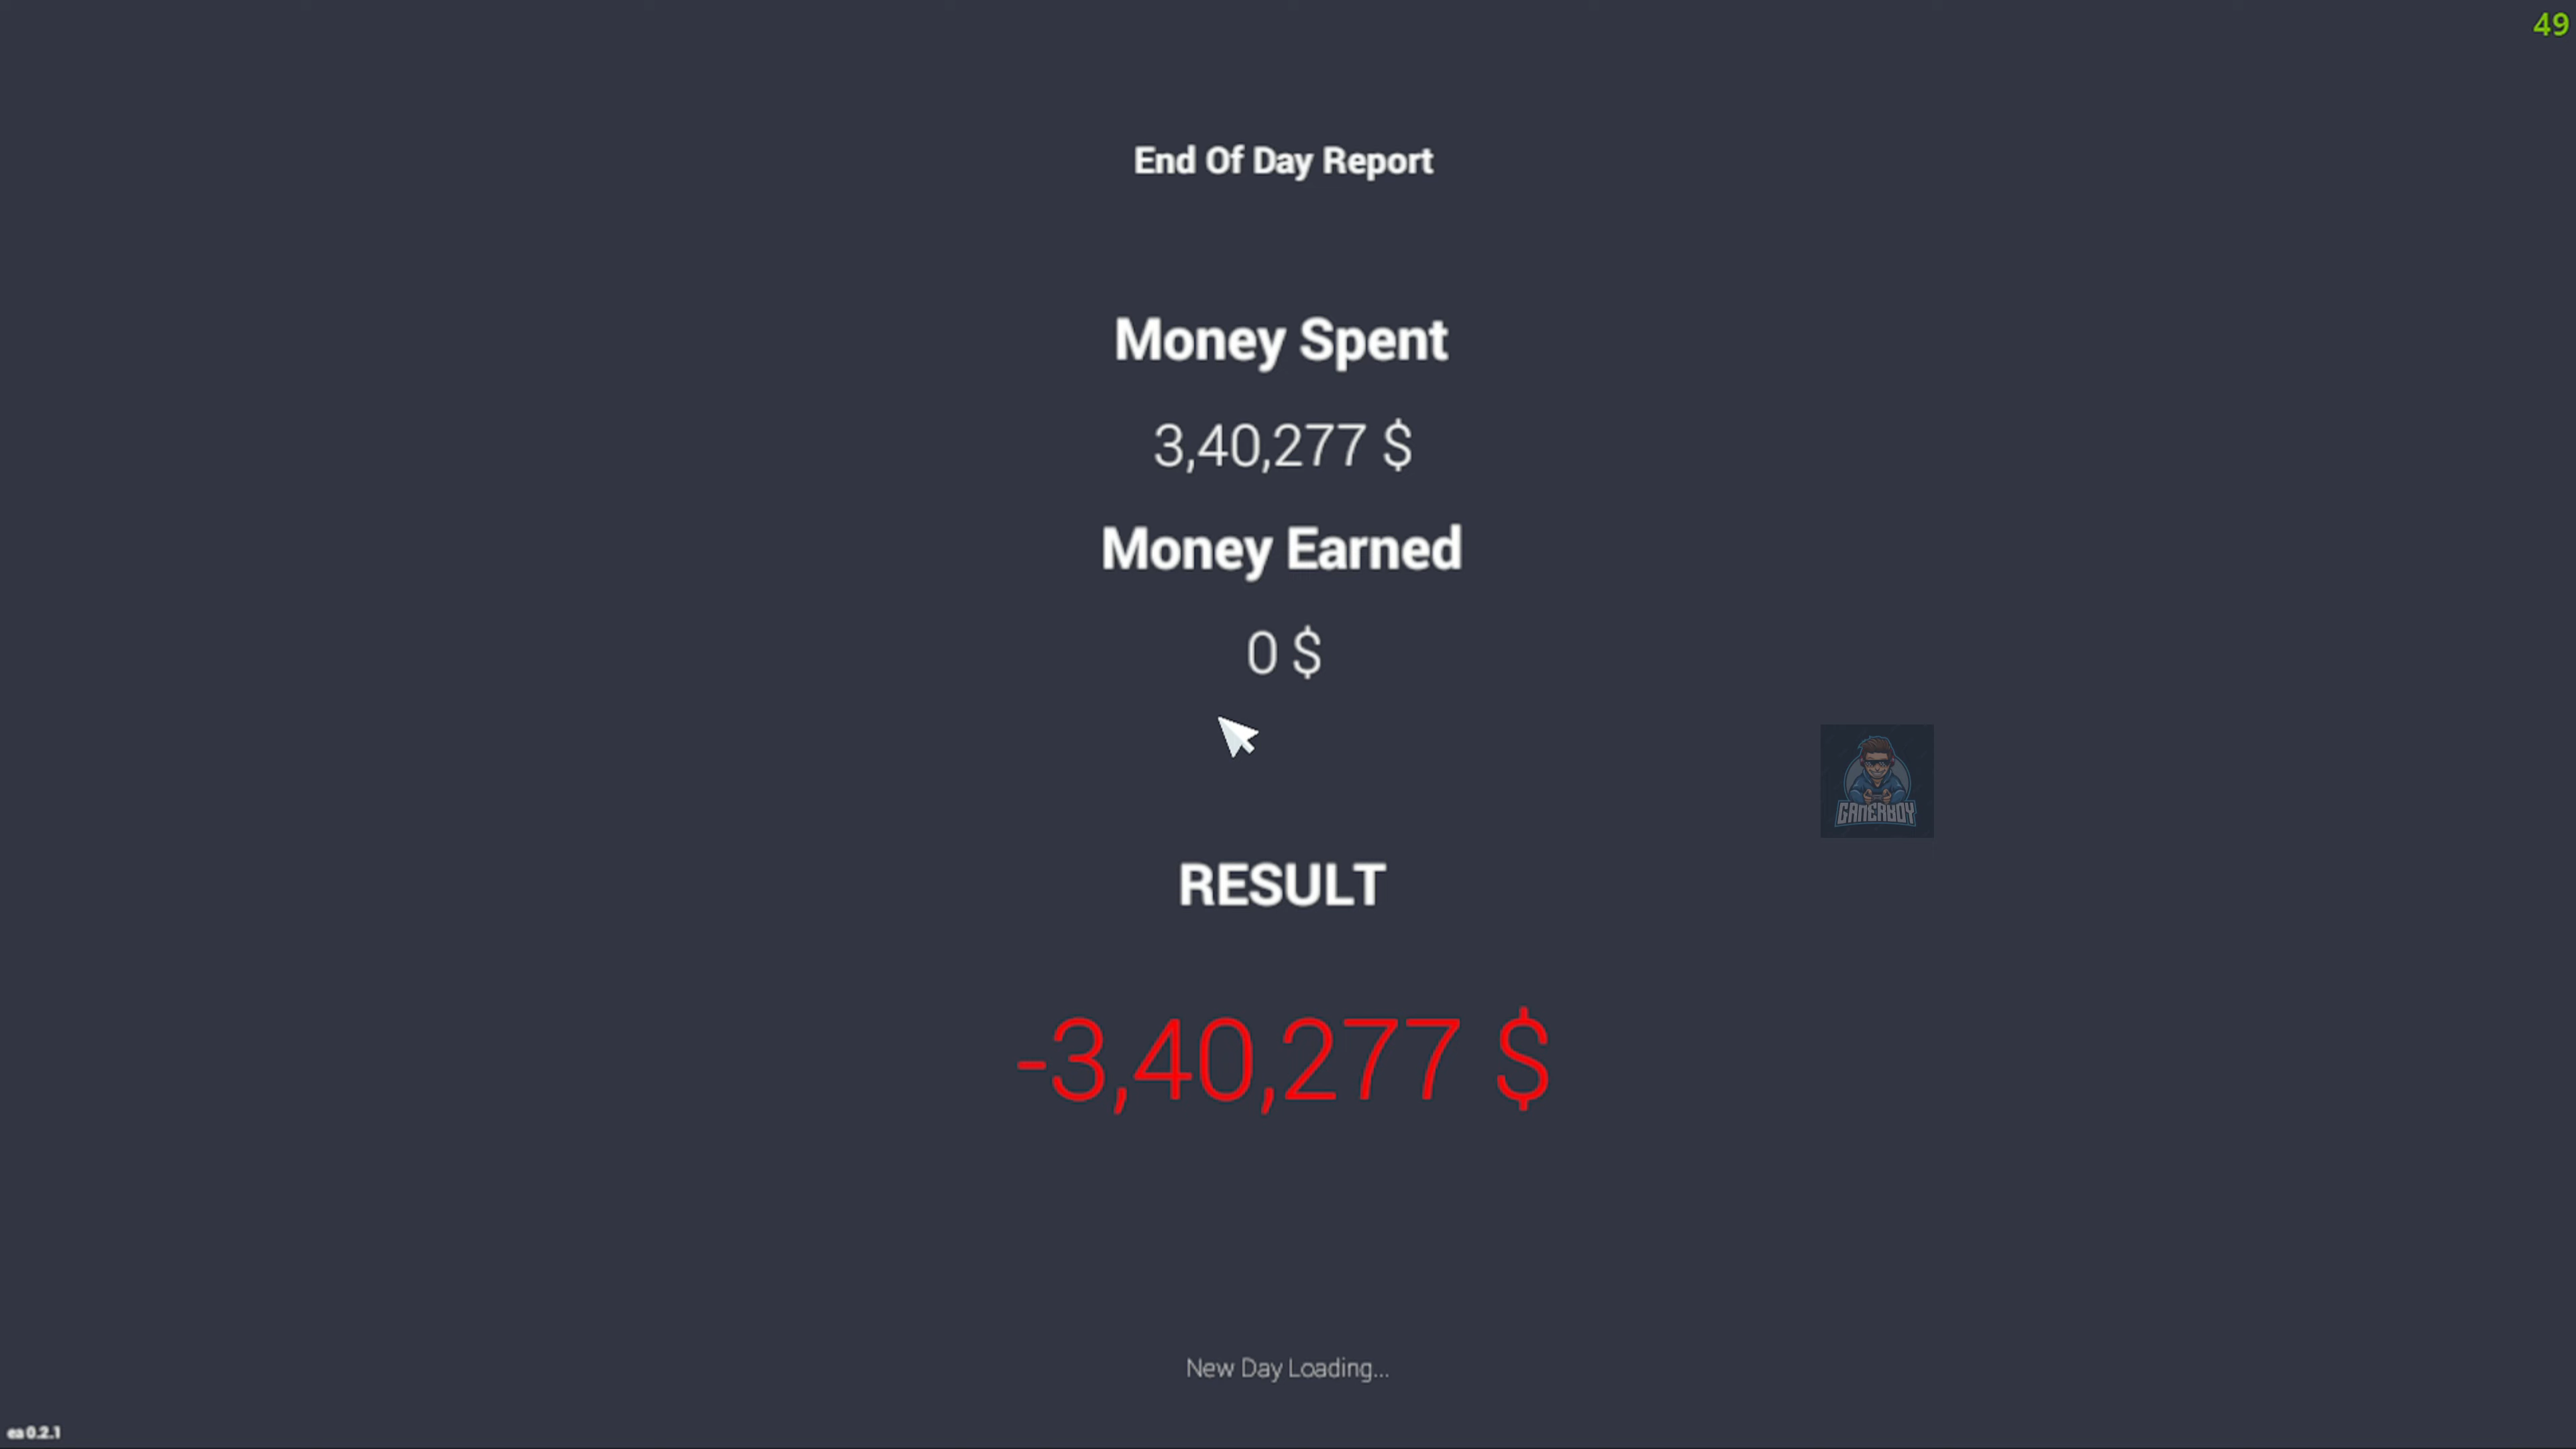 49
End Of Day Report
Money Spent
3,40,277 $
Money Earned
0 $
GAMERBOY
RESULT
-3,40,277 $
New Day Loading...
ea 0.2.1